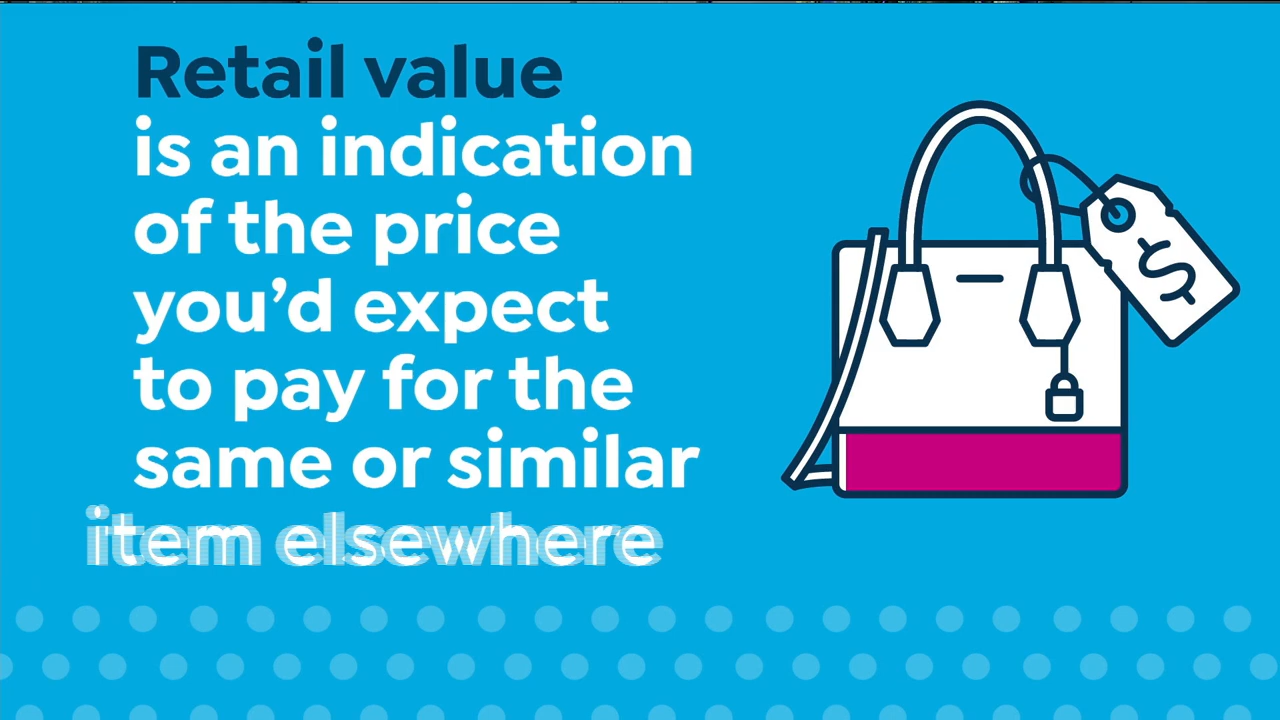 Retail value
is an indication
of the price
you'd expect
to pay for the
same or similar
item elsewhere
$